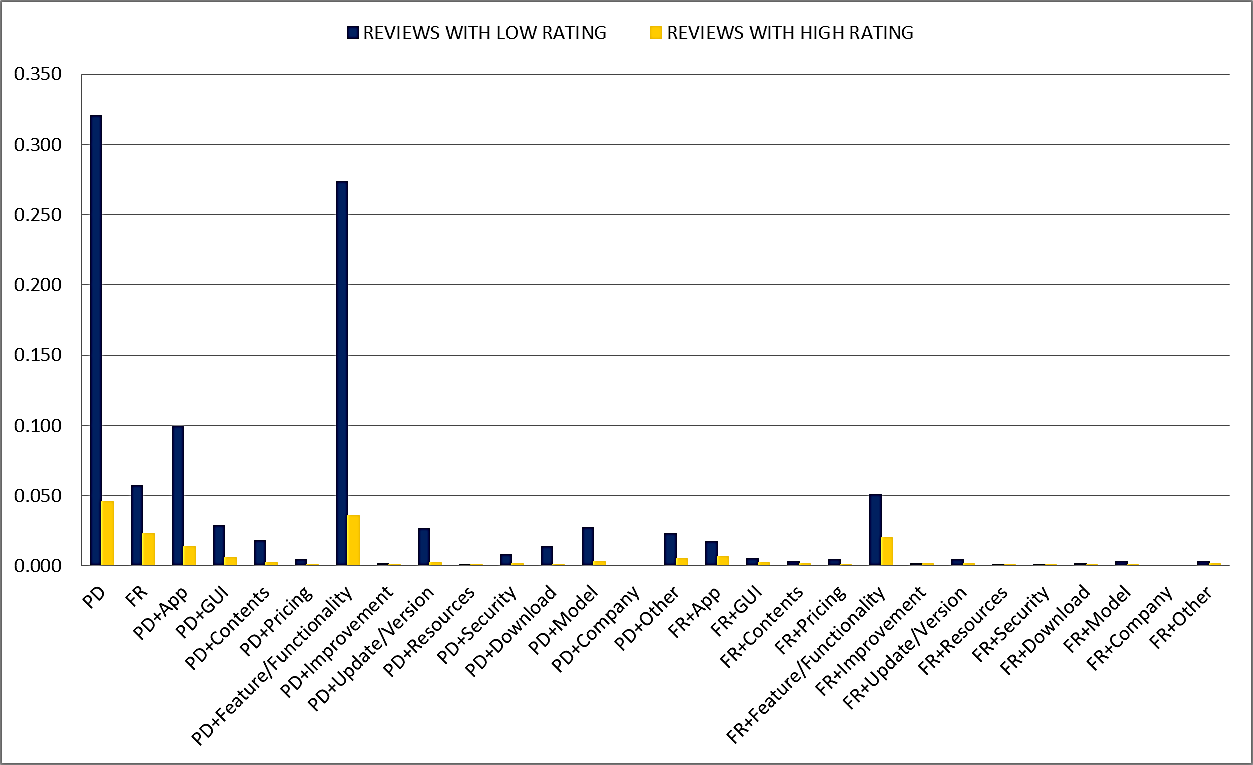 REVIEWS WITH LOW RATING REVIEWS WITH HIGH RATING
0.350
0.300
0.250
0.200
0.150
0.100
0.050
0.000
PD
FR
PD+App
PD+GUI
PD+Contents
PD+Pricing
PD+Feature/Functionality
PD+Improvement
PD+Update/Version
PD+Resources
PD+Security
PD+Download
PD+Model
PD+Company
PD+Other
FR+App
FR+GUI
FR+Contents
FR+Pricing
FR+Feature/Functionality
FR+Improvement
FR+Update/Version
FR+Resources
FR+Security
FR+Download
FR+Model
FR+Company
FR+Other